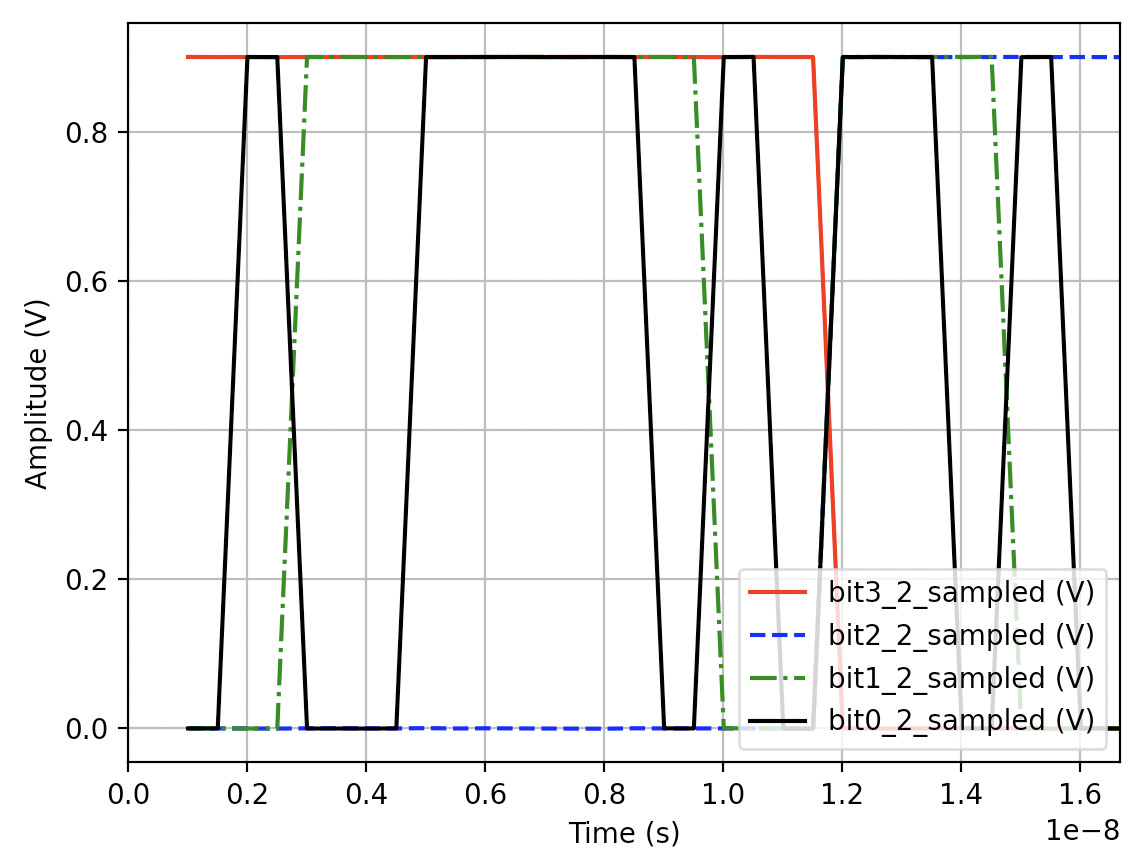 0.8
0.6
0.4
0.2
0.0
Amplitude (V)
bit3_2_sampled (V)
bit2_2_sampled (V)
bit1_2_sampled (V)
bit0_2_sampled (V)
0.0 0.2 0.4 0.6 0.8 1.0 1.2 1.4 1.6
1e−8
Time (s)